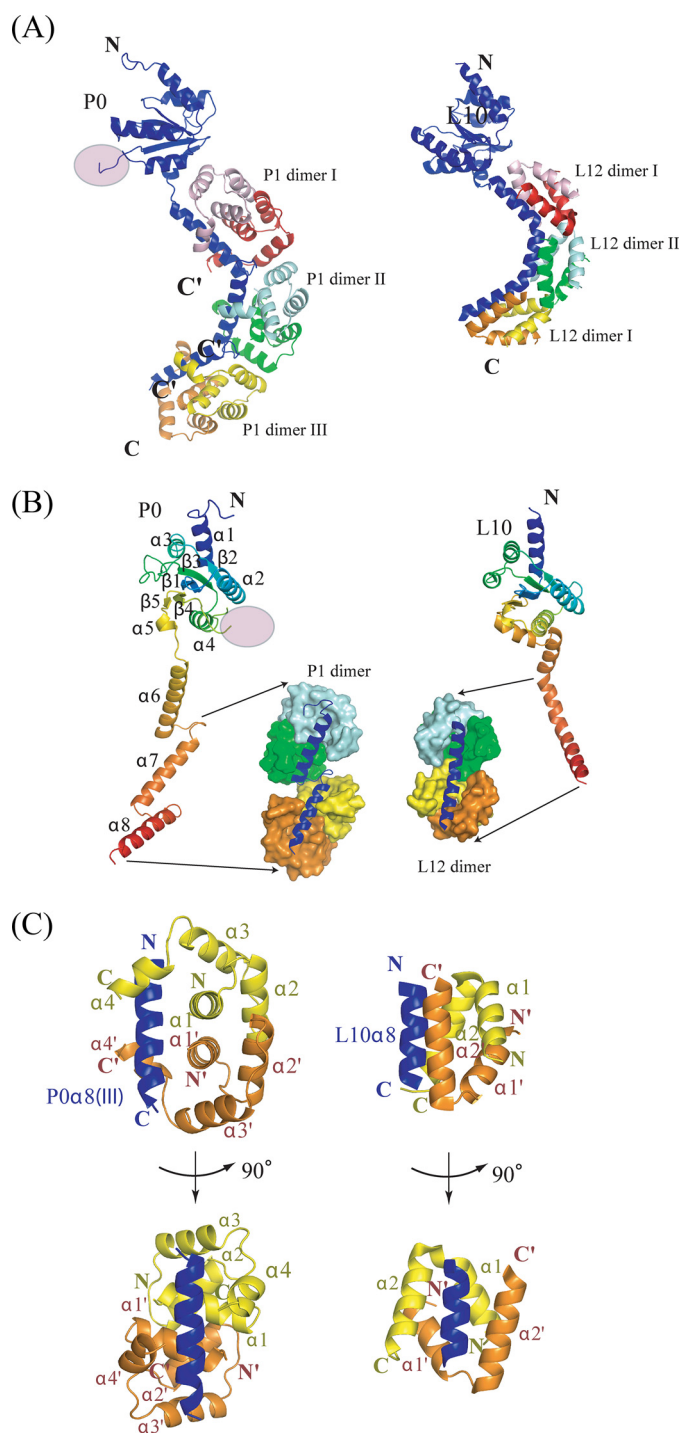 (A)
N
P0
P1 dimer I
C'
P1 dimer II
C'
C'
P1 dimer III
C
N
L10
L12 dimer I
L12 dimer II
L12 dimer I
C
(B)
P0
N
α3
α1
β3
β2
β1
α2
β5
β4
α5
α4
α6
α7
α8
P1 dimer
L12 dimer
N
L10
(C)
N
α3
C
α4
N
α2
α1
α4'
α1'
C'
N'
α2'
P0α8(III)
C
α3'
90°
α3
α2
N
α4
C
α1'
α1
C'
N'
α4'
α2'
α3'
N
C'
α1
L10α8
N'
α2
α2
N
C
C
α1'
90°
C'
α2
α1
N'
α2'
N
C
α1'